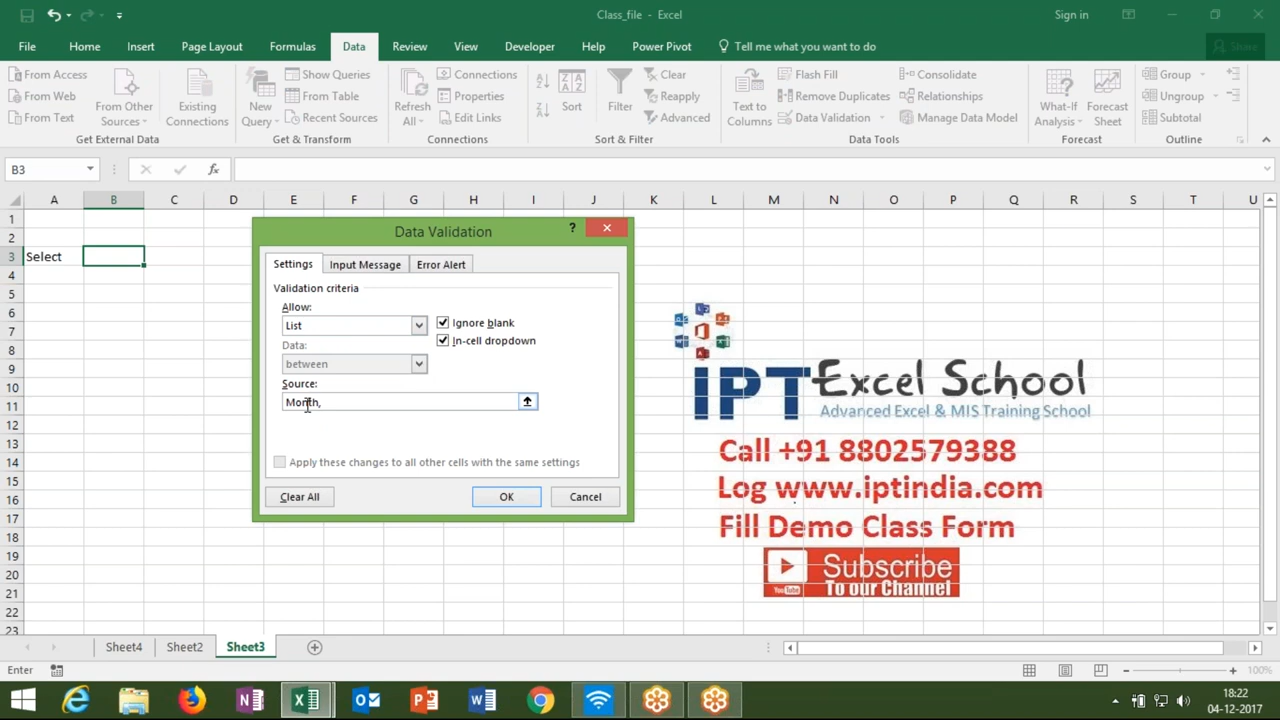 Class_file - Excel
Sign in
File Home Insert Page Layout Formulas Data Review View Developer Help Power Pivot Tell me what you want to do Share
From Access
From Web
From Text
From Other Sources
Existing Connections
Get External Data
New Query
Show Queries
From Table
Recent Sources
Get & Transform
Refresh All
Connections
Properties
Edit Links
Connections
Sort
Filter
Clear
Reapply
Advanced
Sort & Filter
Text to Columns
Flash Fill
Remove Duplicates
Data Validation
Consolidate
Relationships
Manage Data Model
Data Tools
What-If Analysis
Forecast Sheet
Forecast
Group
Ungroup
Subtotal
Outline
B3
fx
A B C D E F G H I J K L M N O P Q R S T U
1
2
3 Select
4
5
6
7
8
9
10
11
12
13
14
15
16
17
18
19
20
21
22
23
Data Validation
?
Settings Input Message Error Alert
Validation criteria
Allow:
List
Ignore blank
In-cell dropdown
Data:
between
Source:
Month,
Apply these changes to all other cells with the same settings
Clear All OK Cancel
IPT Excel School
Advanced Excel & MIS Training School
Call +91 8802579388
Log www.iptindia.com
Fill Demo Class Form
Subscribe
To our Channel
YouTube
Sheet4 Sheet2 Sheet3
Enter
100%
18:22
04-12-2017